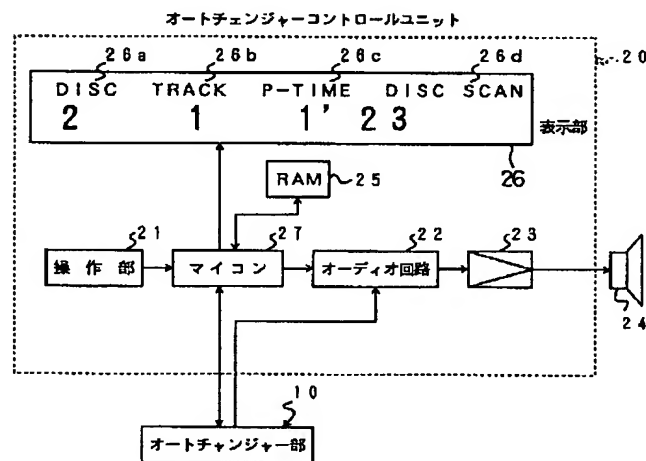 オートチェンジャーコントロールユニット
26a 26b 26c 26d 20
DISC TRACK P-TIME DISC SCAN
2 1 1' 23
表示部
26
RAM 25
21 27 22 23
操作部 マイコン オーディオ回路
24
10
オートチャンジャー部